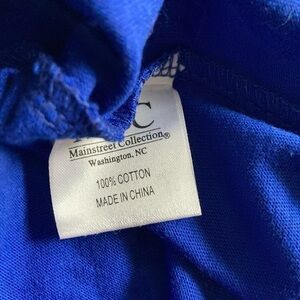 C
Mainstreet Collection®
Washington, NC
100% COTTON
MADE IN CHINA